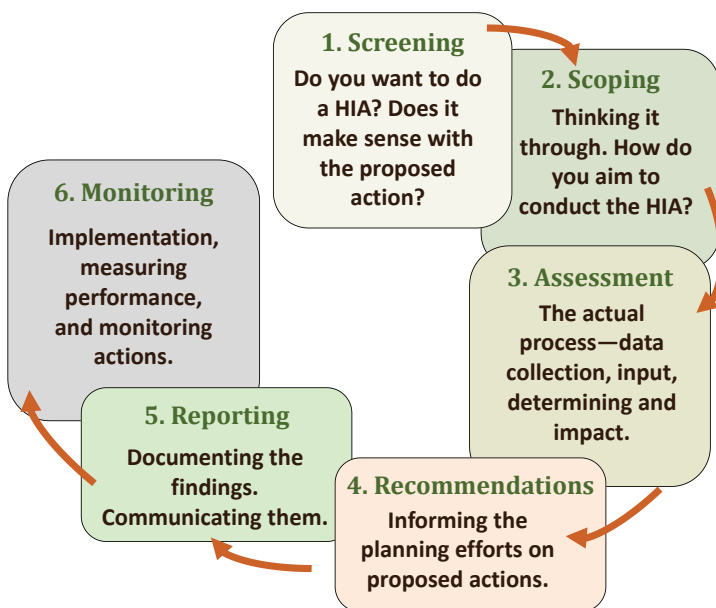 1. Screening
Do you want to do
a HIA? Does it
make sense with
the proposed
action?
2. Scoping
Thinking it
through. How do
you aim to
conduct the HIA?
3. Assessment
The actual
process—data
collection, input,
determining and
impact.
4. Recommendations
Informing the
planning efforts on
proposed actions.
5. Reporting
Documenting the
findings.
Communicating them.
6. Monitoring
Implementation,
measuring
performance,
and monitoring
actions.